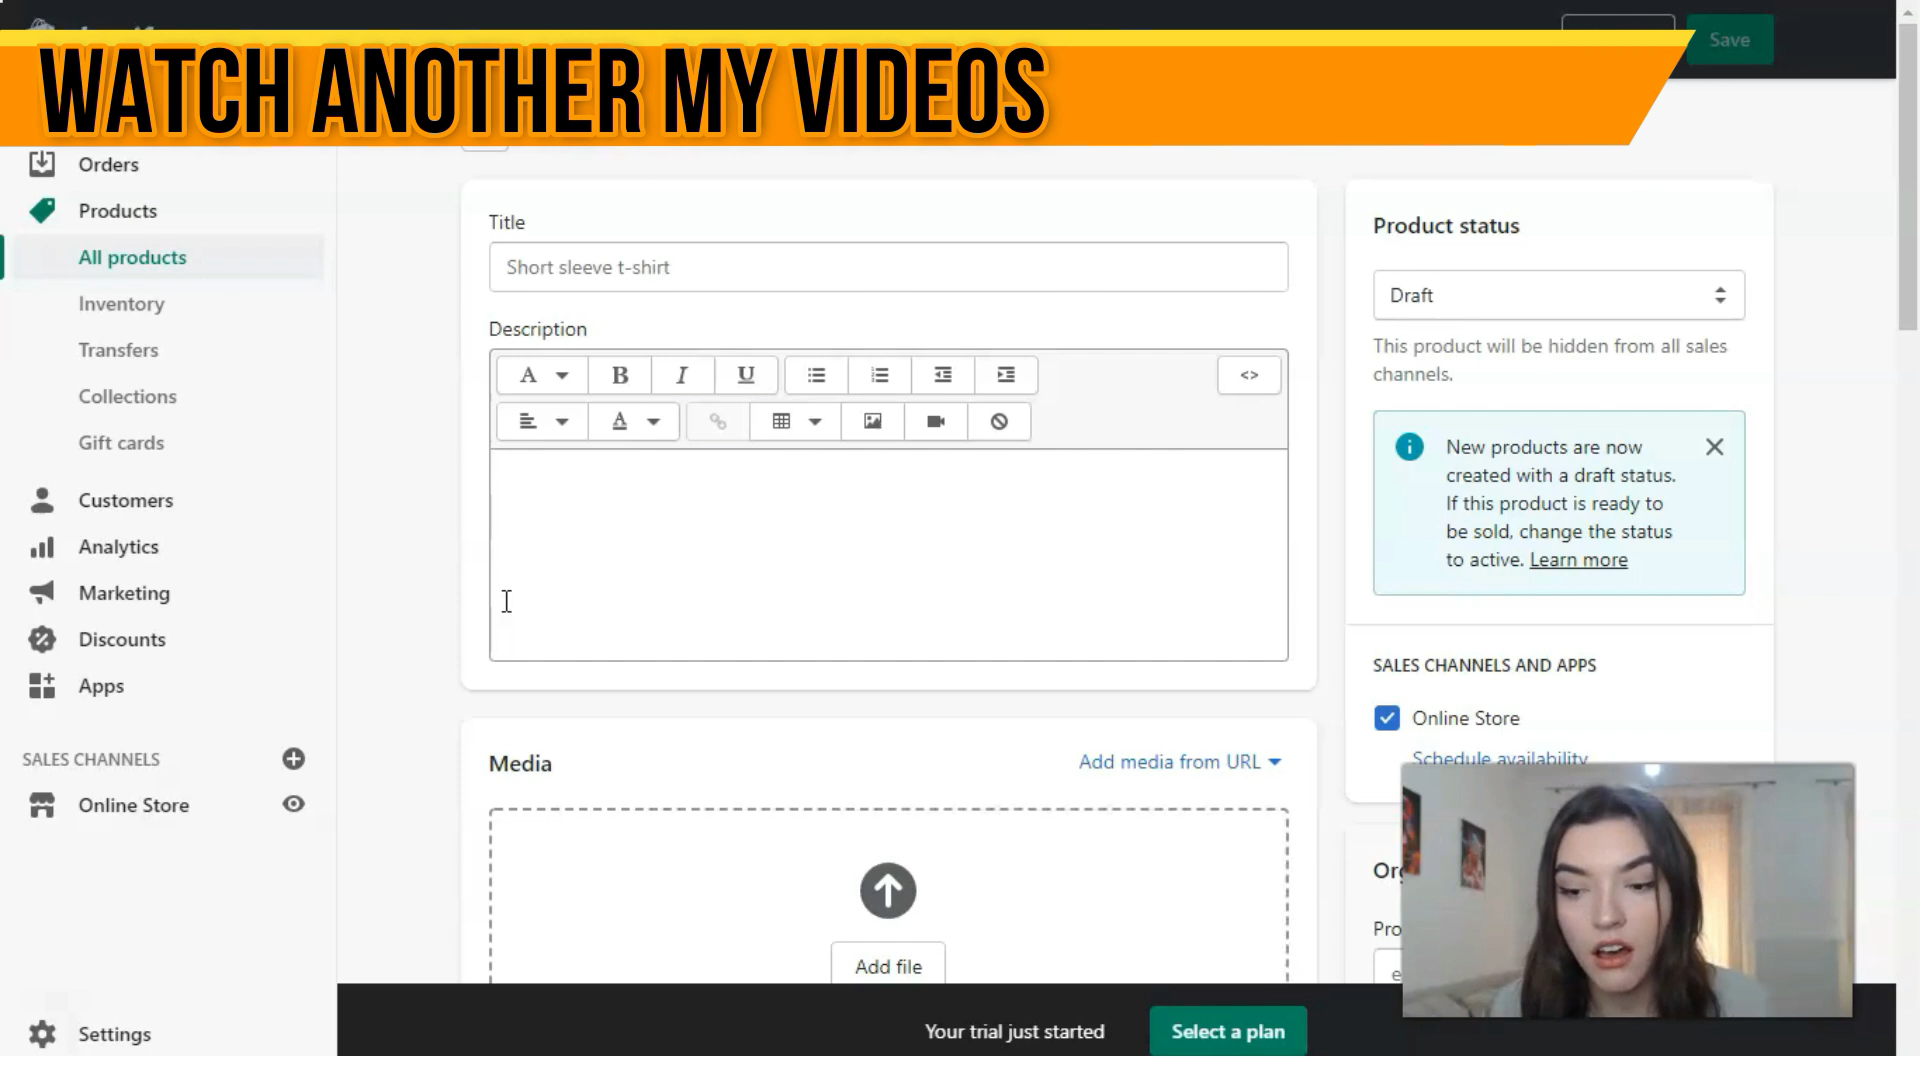 WATCH ANOTHER MY VIDEOS
Save
Orders
Products
All products
Inventory
Transfers
Collections
Gift cards
Customers
Analytics
Marketing
Discounts
Apps
SALES CHANNELS
Online Store
Settings
Title
Short sleeve t-shirt
Description
A
B
I
U
<>
A
Media
Add media from URL
Add file
Product status
Draft
This product will be hidden from all sales
channels.
New products are now
created with a draft status.
If this product is ready to
be sold, change the status
to active. Learn more
SALES CHANNELS AND APPS
Online Store
Schedule availability
Your trial just started
Select a plan